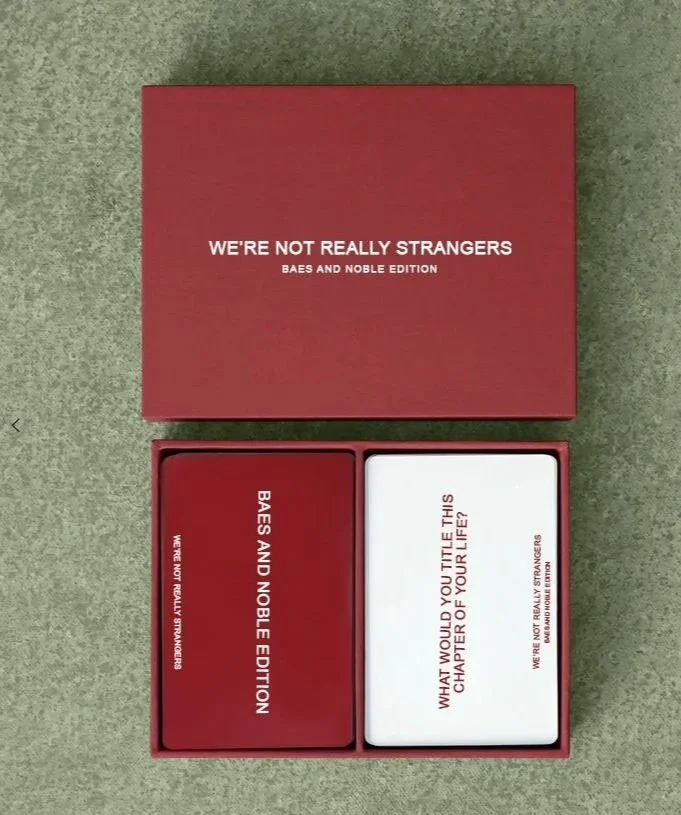 WE'RE NOT REALLY STRANGERS
BAES AND NOBLE EDITION
BAES AND NOBLE EDITION
WE'RE NOT REALLY STRANGERS
WHAT WOULD YOU TITLE THIS
CHAPTER OF YOUR LIFE?
WE'RE NOT REALLY STRANGERS
BAES AND NOBLE EDITION